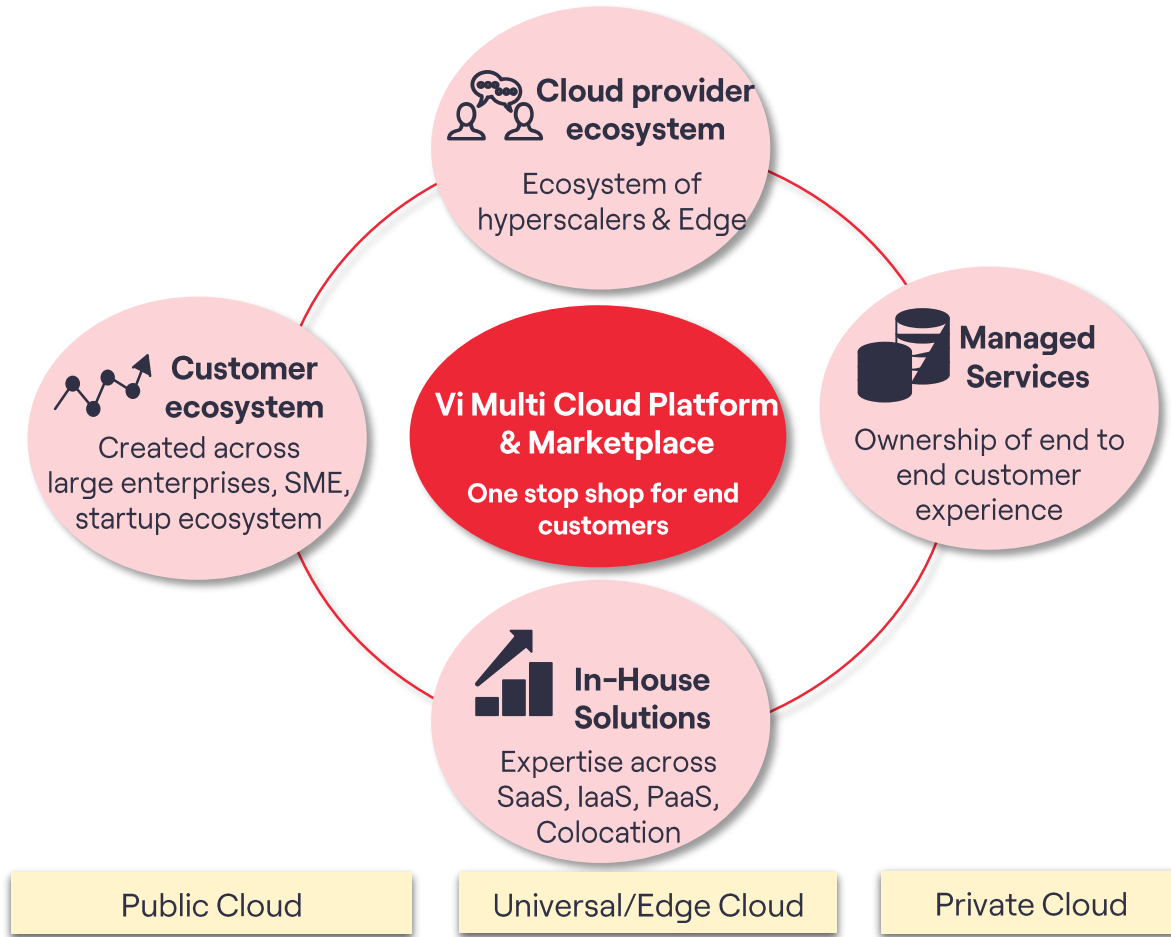 Cloud provider
ecosystem
Ecosystem of
hyperscalers & Edge
Customer
ecosystem
Created across
large enterprises, SME,
startup ecosystem
Vi Multi Cloud Platform
& Marketplace
One stop shop for end
customers
Managed
Services
Ownership of end to
end customer
experience
In-House
Solutions
Expertise across
SaaS, IaaS, PaaS,
Colocation
Public Cloud
Universal/Edge Cloud
Private Cloud